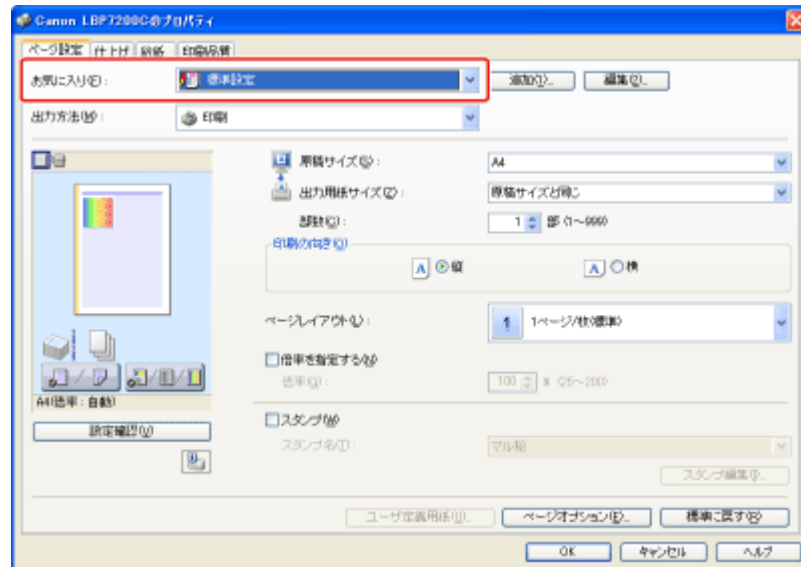 Canon LBP7200Cのプロパティ
ページ設定 仕上げ 給紙 印刷品質
お気に入り(F): 標準設定 追加(1)... 編集(2)...
出力方法(M): 印刷
原稿サイズ(S): A4
出力用紙サイズ(Z): 原稿サイズと同じ
部数(C): 1 部 (1～999)
印刷の向き(O)
A 縦 A 横
ページレイアウト(L): 1 1ページ/枚(標準)
倍率を指定する(N)
倍率(G): 100 % (25～200)
A4(倍率: 自動)
設定確認(V)
スタンプ(W)
スタンプ名(T): マル秘
スタンプ編集(I)...
ユーザ定義用紙(U)... ページオプション(E)... 標準に戻す(R)
OK キャンセル ヘルプ